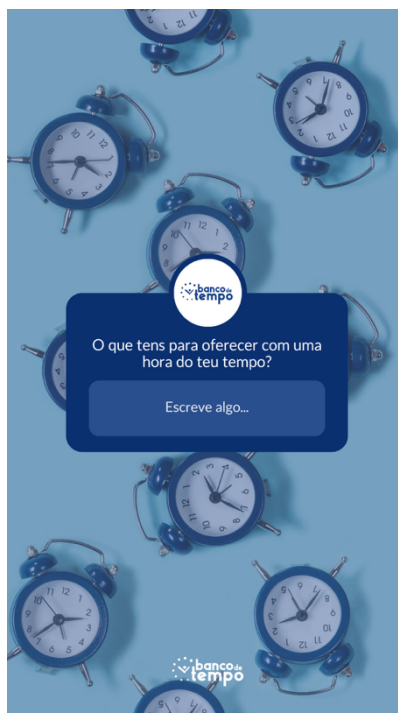 banco de
tempo
O que tens para oferecer com uma
hora do teu tempo?
Escreve algo...
banco de
tempo